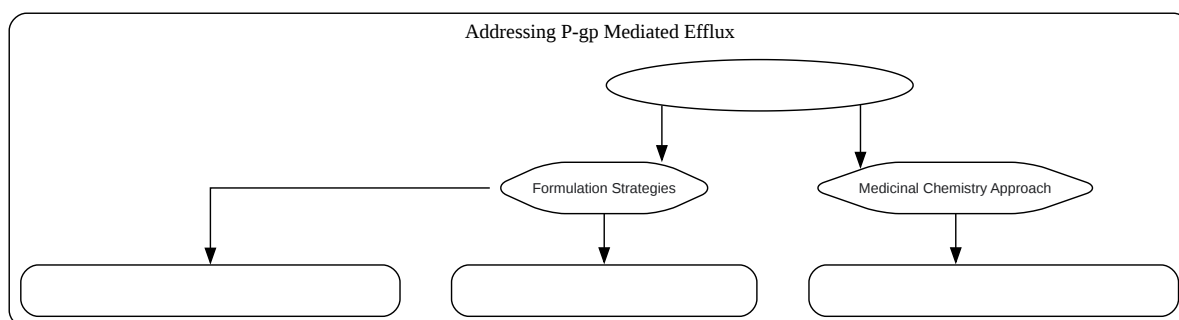 Addressing P-gp Mediated Efflux
Formulation Strategies
Medicinal Chemistry Approach